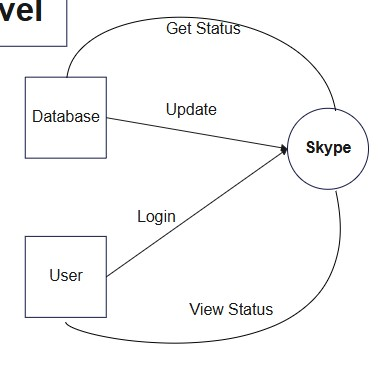 vel
Get Status
Database
Update
Skype
Login
User
View Status